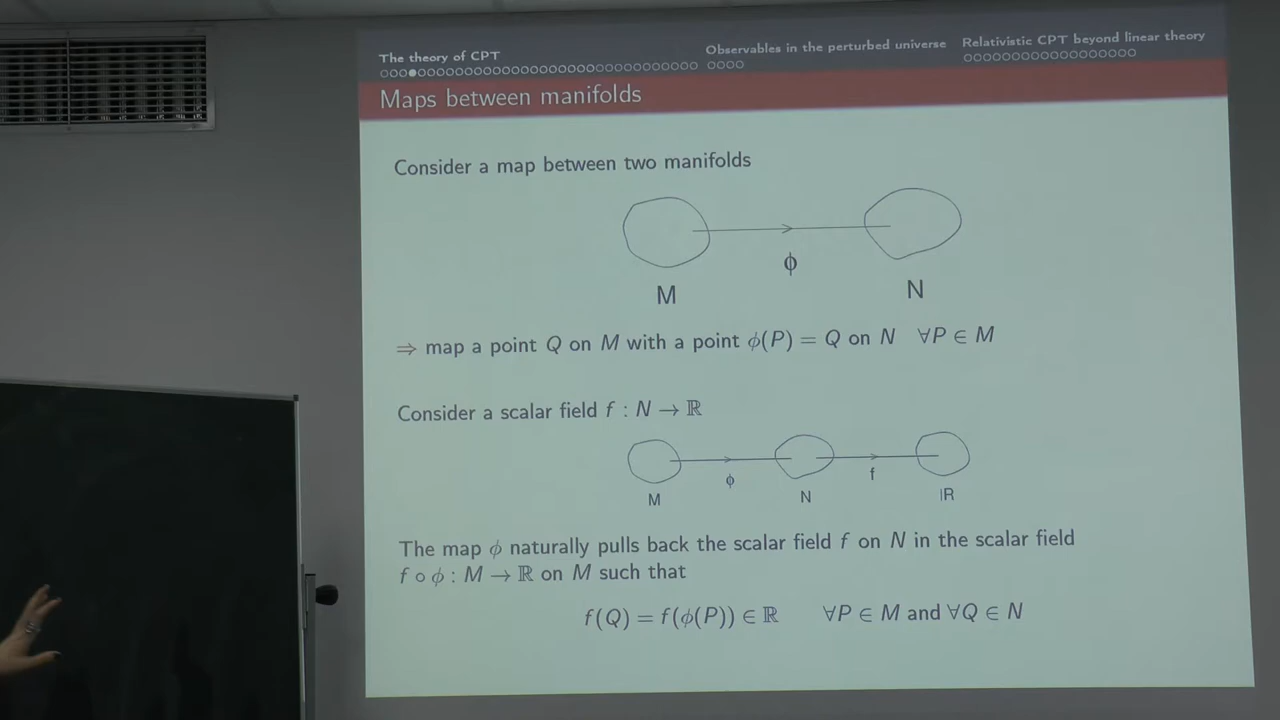 The theory of CPT
Observables in the perturbed universe
Relativistic CPT beyond linear theory
Maps between manifolds
Consider a map between two manifolds
ϕ
M
N
⇒ map a point Q on M with a point ϕ(P) = Q on N ∀P ∈ M
Consider a scalar field f : N → ℝ
ϕ
f
M
N
IR
The map ϕ naturally pulls back the scalar field f on N in the scalar field
f ∘ ϕ : M → ℝ on M such that
f(Q) = f(ϕ(P)) ∈ ℝ ∀P ∈ M and ∀Q ∈ N